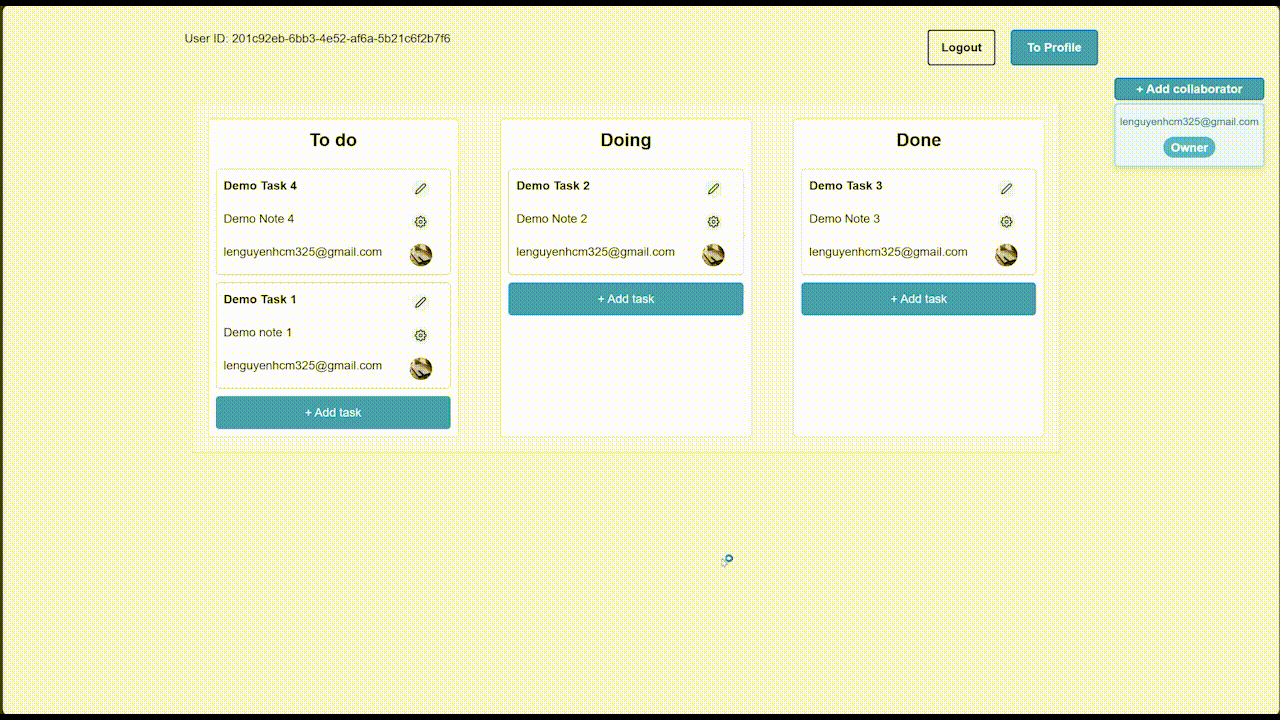 User ID: 201c92eb-6bb3-4e52-af6a-5b21c6f2b7f6
Logout
To Profile
+ Add collaborator
lenguyenhcm325@gmail.com
Owner
To do
Demo Task 4
Demo Note 4
lenguyenhcm325@gmail.com
Demo Task 1
Demo note 1
lenguyenhcm325@gmail.com
+ Add task
Doing
Demo Task 2
Demo Note 2
lenguyenhcm325@gmail.com
+ Add task
Done
Demo Task 3
Demo Note 3
lenguyenhcm325@gmail.com
+ Add task